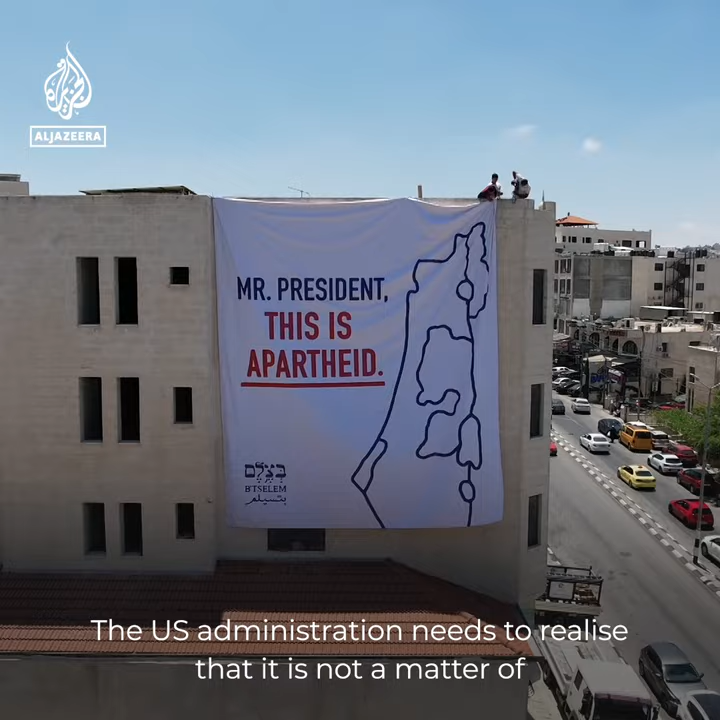 ALJAZEERA
MR. PRESIDENT,
THIS IS
APARTHEID.
בצלם
B'TSELEM
بتسيلم
The US administration needs to realise
that it is not a matter of